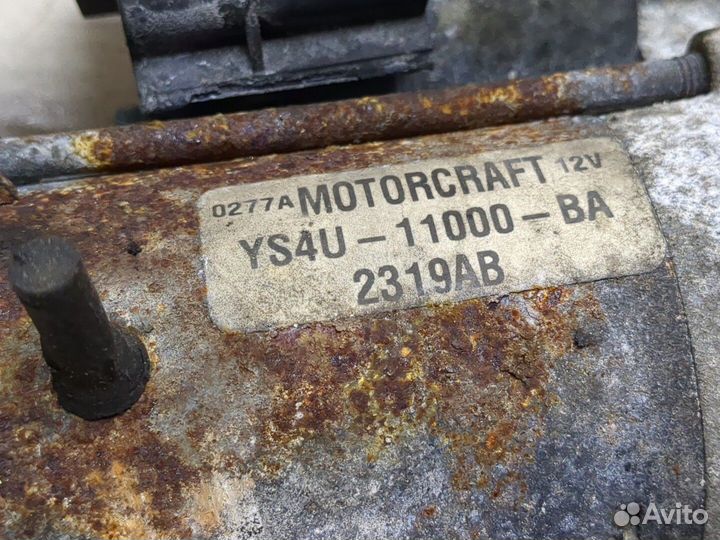 0277A MOTORCRAFT 12V
YS4U-11000-BA
2319AB
Avito